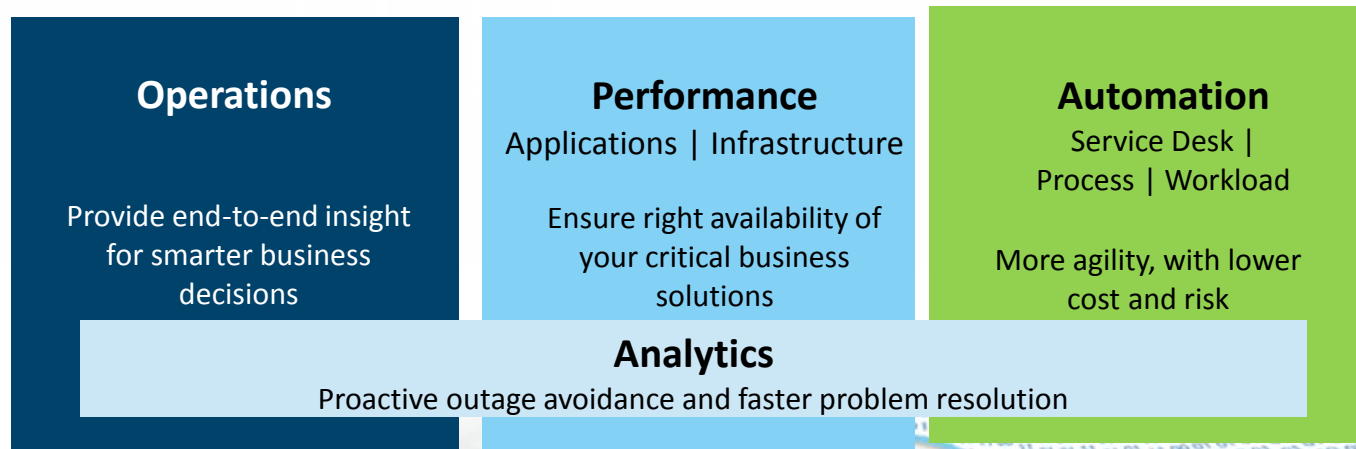 Operations
Provide end-to-end insight
for smarter business
decisions
Performance
Applications | Infrastructure
Ensure right availability of
your critical business
solutions
Automation
Service Desk |
Process | Workload
More agility, with lower
cost and risk
Analytics
Proactive outage avoidance and faster problem resolution